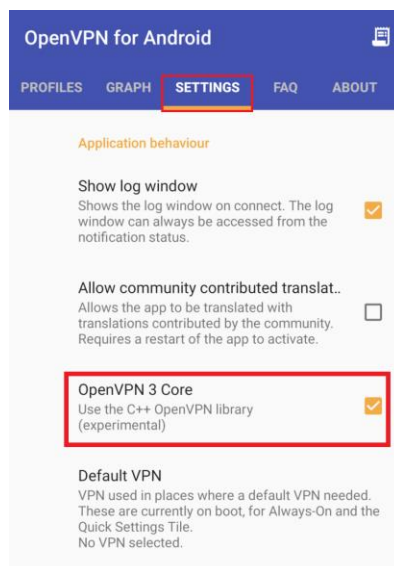 OpenVPN for Android
PROFILES GRAPH SETTINGS FAQ ABOUT
Application behaviour
Show log window
Shows the log window on connect. The log
window can always be accessed from the
notification status.
Allow community contributed translat..
Allows the app to be translated with
translations contributed by the community.
Requires a restart of the app to activate.
OpenVPN 3 Core
Use the C++ OpenVPN library
(experimental)
Default VPN
VPN used in places where a default VPN needed.
These are currently on boot, for Always-On and the
Quick Settings Tile.
No VPN selected.